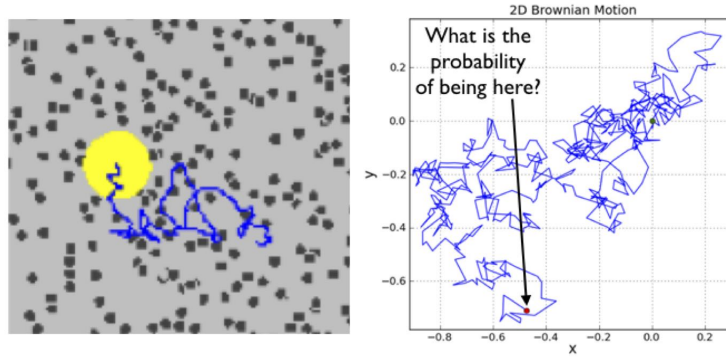 2D Brownian Motion
What is the
probability
of being here?
0.2
0.0
−0.2
−0.4
−0.6
y
−0.8
−0.6
−0.4
−0.2
0.0
0.2
x